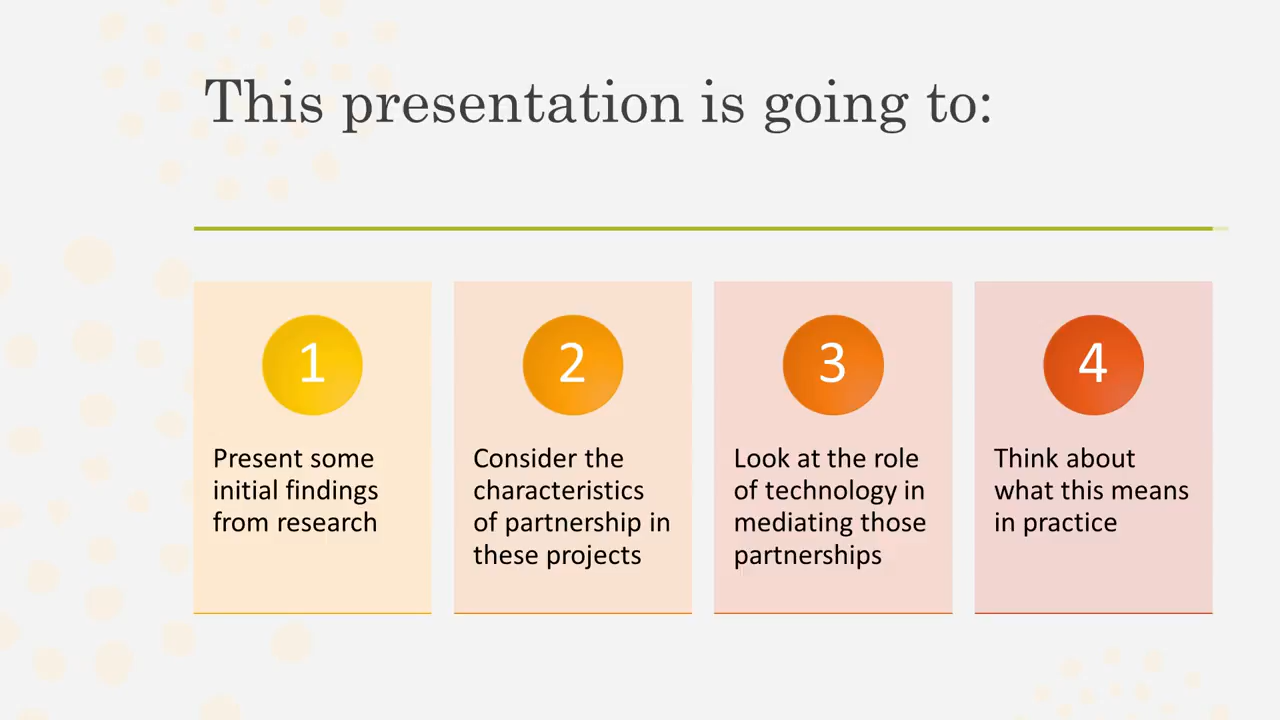 This presentation is going to:
1
Present some
initial findings
from research
2
Consider the
characteristics
of partnership in
these projects
3
Look at the role
of technology in
mediating those
partnerships
4
Think about
what this means
in practice